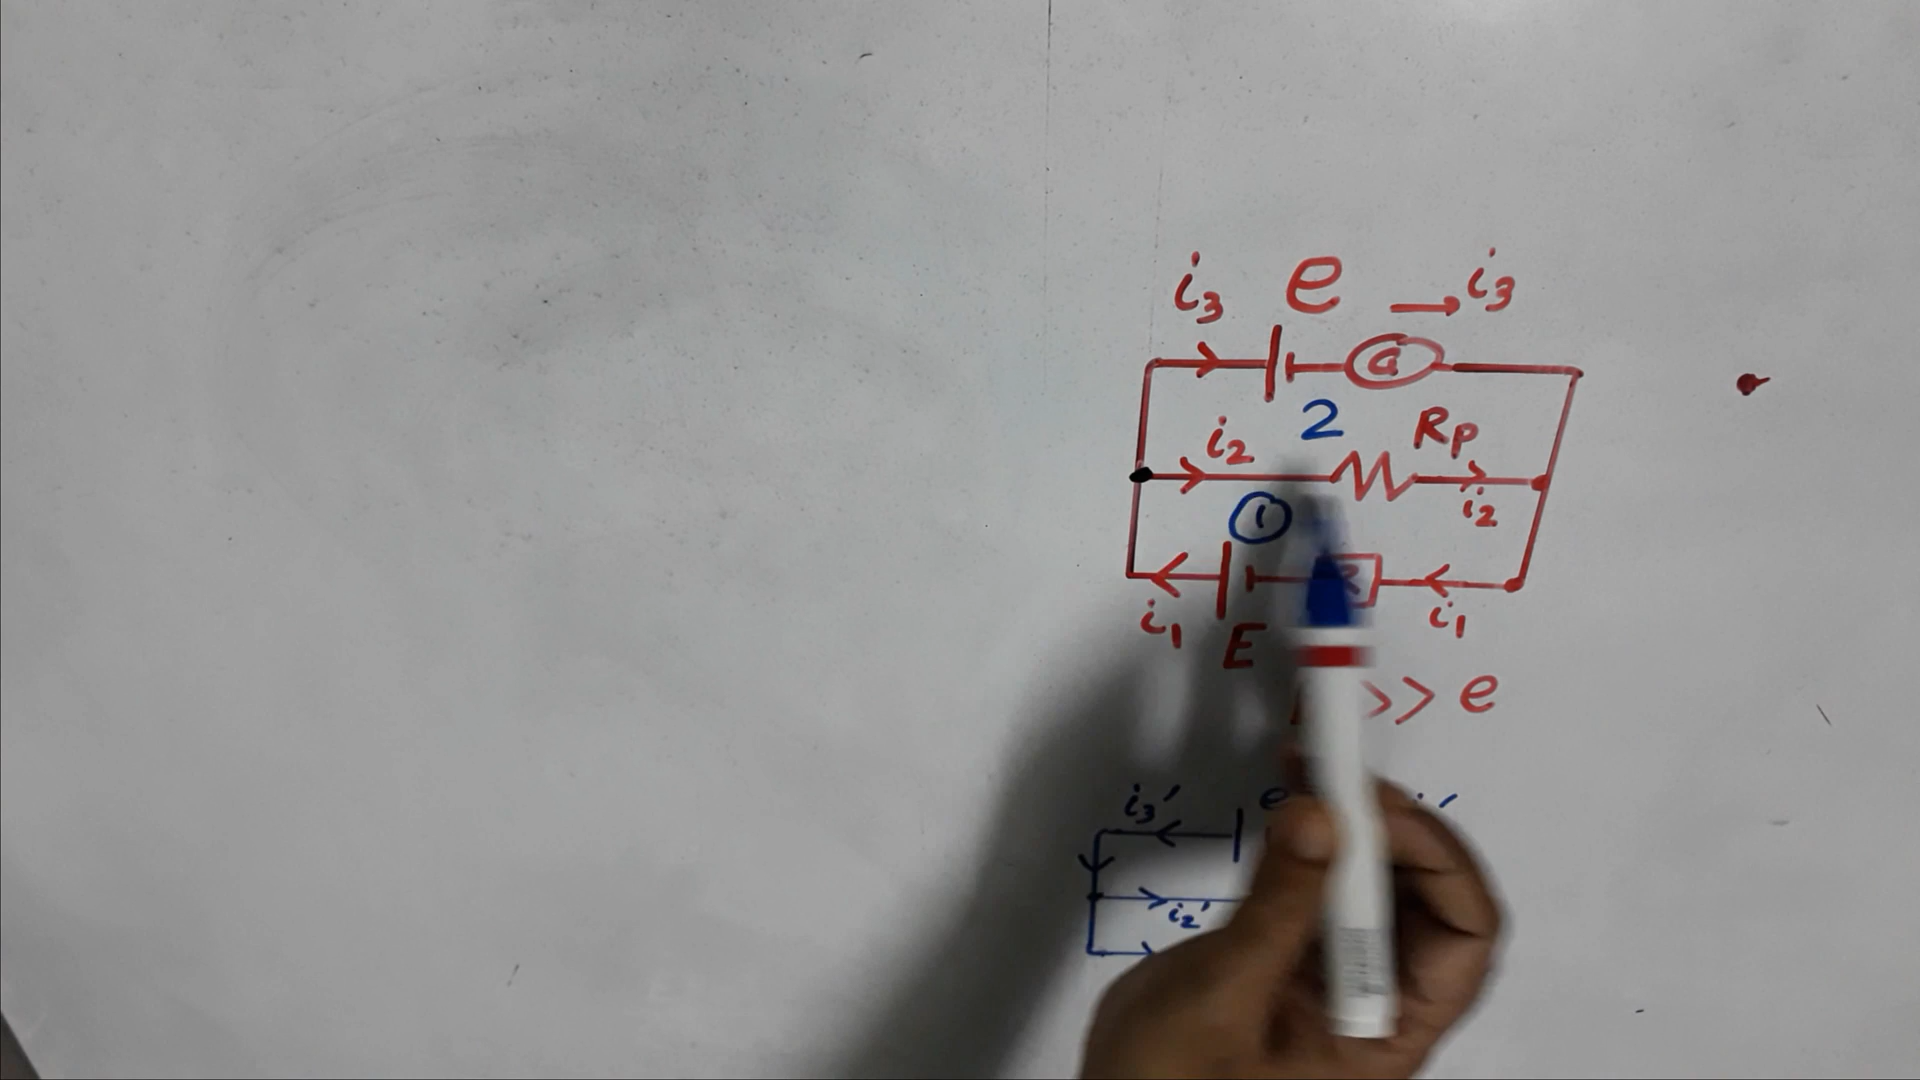 i₃ e → i₃
G
2
i₂ Rp
i₂
①
R
i₁ E i₁
>> e
i₃′ e
i₂′